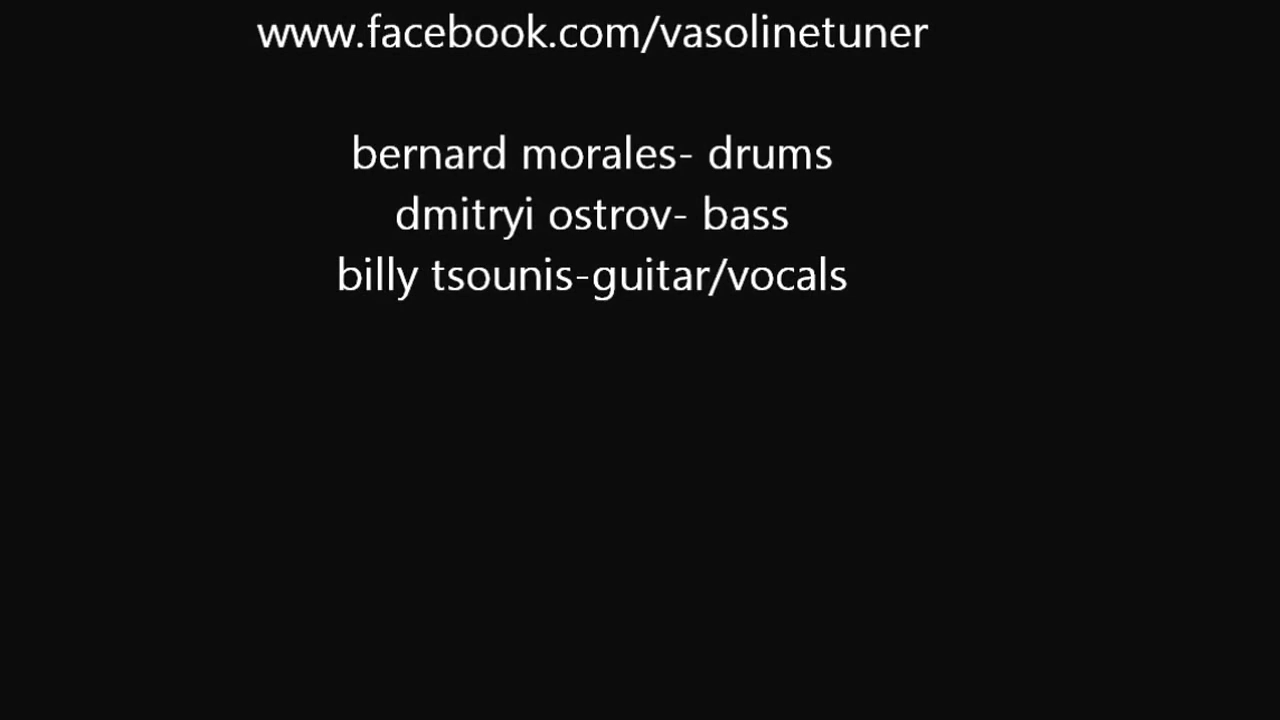 www.facebook.com/vasolinetuner
bernard morales- drums
dmitryi ostrov- bass
billy tsounis-guitar/vocals